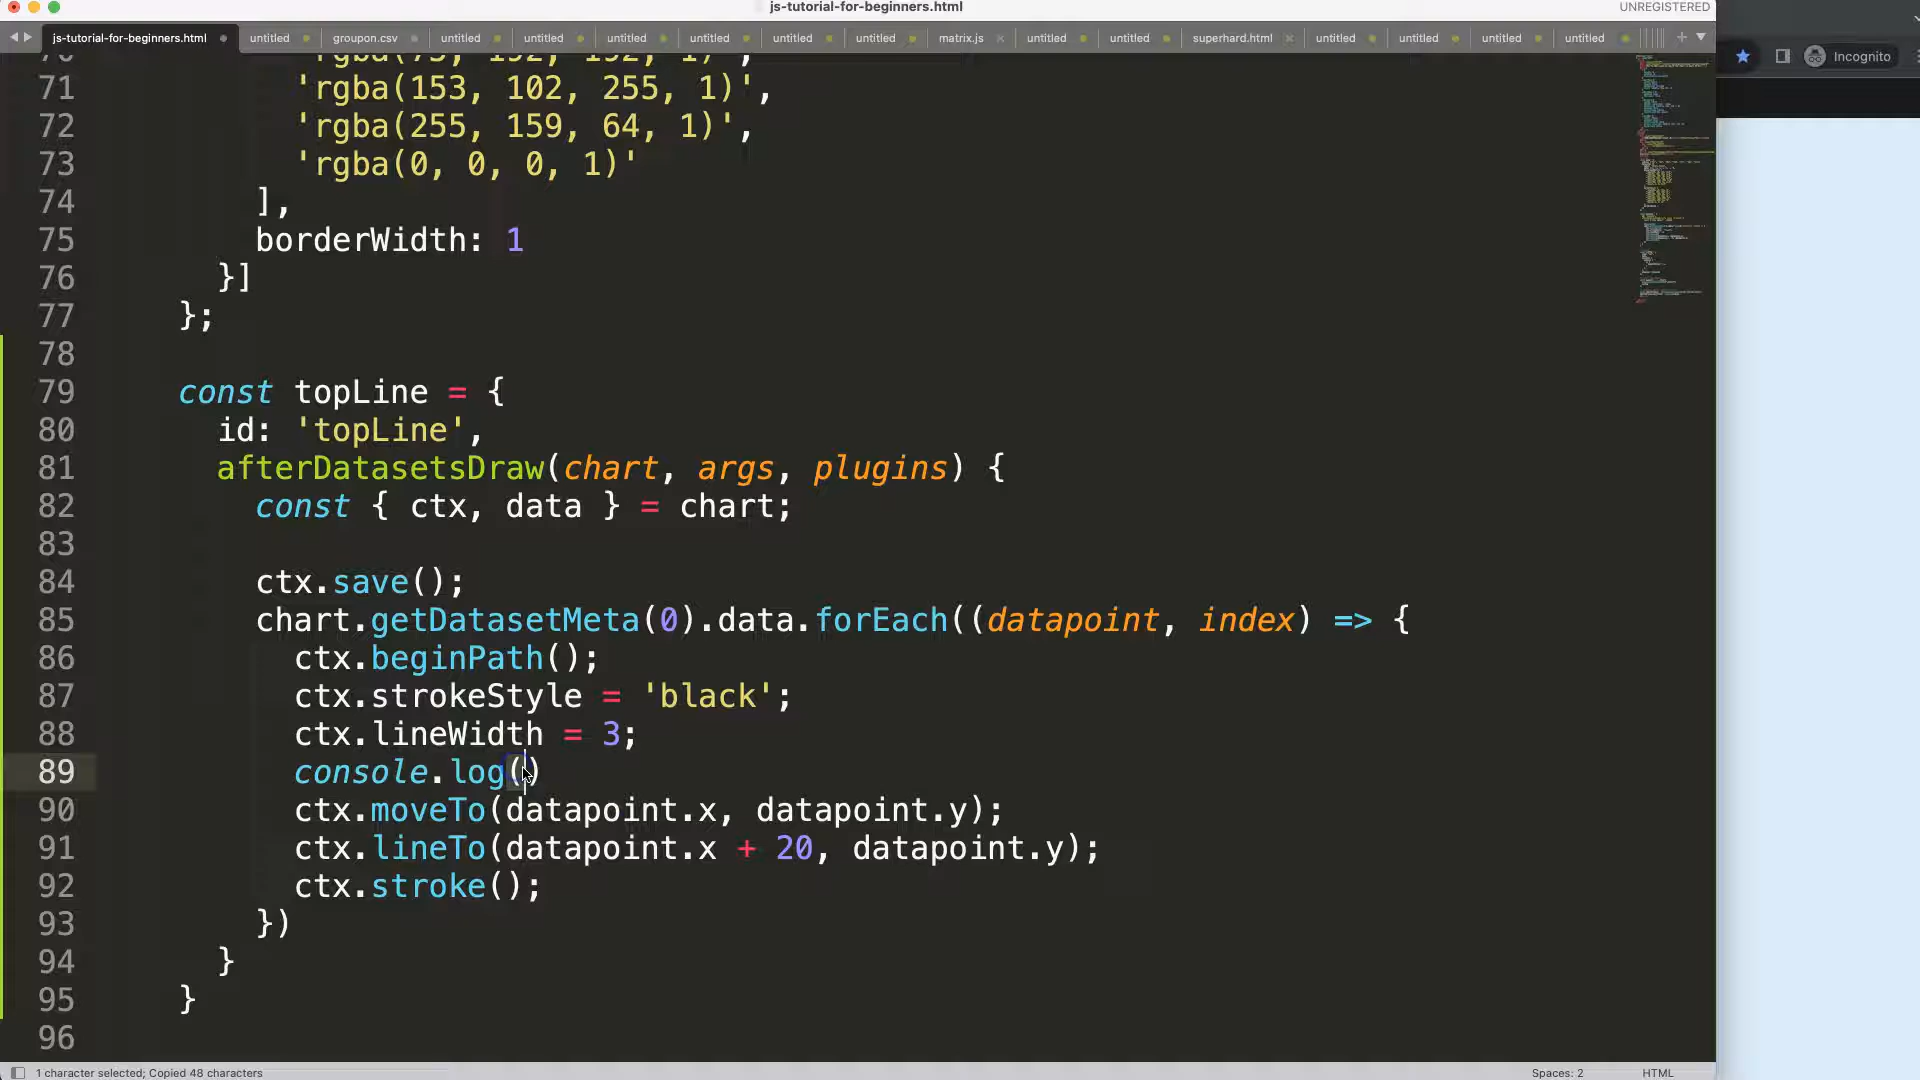 js-tutorial-for-beginners.html
UNREGISTERED
js-tutorial-for-beginners.html untitled groupon.csv untitled untitled untitled untitled untitled untitled matrix.js untitled untitled superhard.html untitled untitled untitled untitled
Incognito
71 'rgba(153, 102, 255, 1)',
72 'rgba(255, 159, 64, 1)',
73 'rgba(0, 0, 0, 1)'
74 ],
75 borderWidth: 1
76 }]
77 };
78
79 const topLine = {
80 id: 'topLine',
81 afterDatasetsDraw(chart, args, plugins) {
82 const { ctx, data } = chart;
83
84 ctx.save();
85 chart.getDatasetMeta(0).data.forEach((datapoint, index) => {
86 ctx.beginPath();
87 ctx.strokeStyle = 'black';
88 ctx.lineWidth = 3;
89 console.log()
90 ctx.moveTo(datapoint.x, datapoint.y);
91 ctx.lineTo(datapoint.x + 20, datapoint.y);
92 ctx.stroke();
93 })
94 }
95 }
96
1 character selected; Copied 48 characters
Spaces: 2
HTML